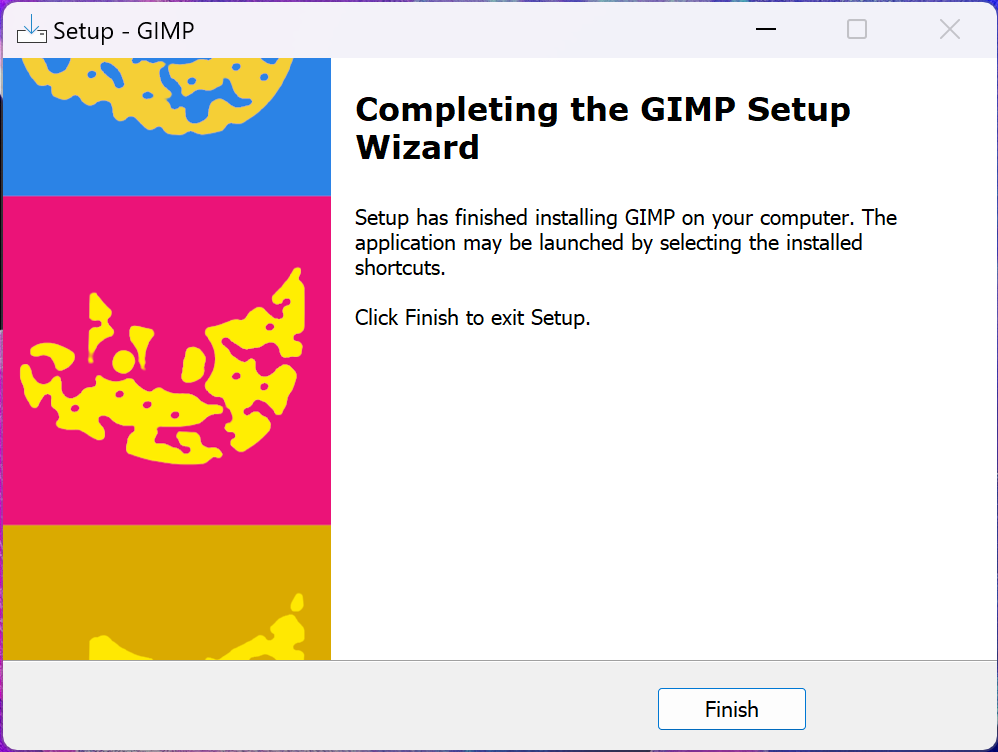 Setup - GIMP
Completing the GIMP Setup
Wizard
Setup has finished installing GIMP on your computer. The
application may be launched by selecting the installed
shortcuts.
Click Finish to exit Setup.
Finish